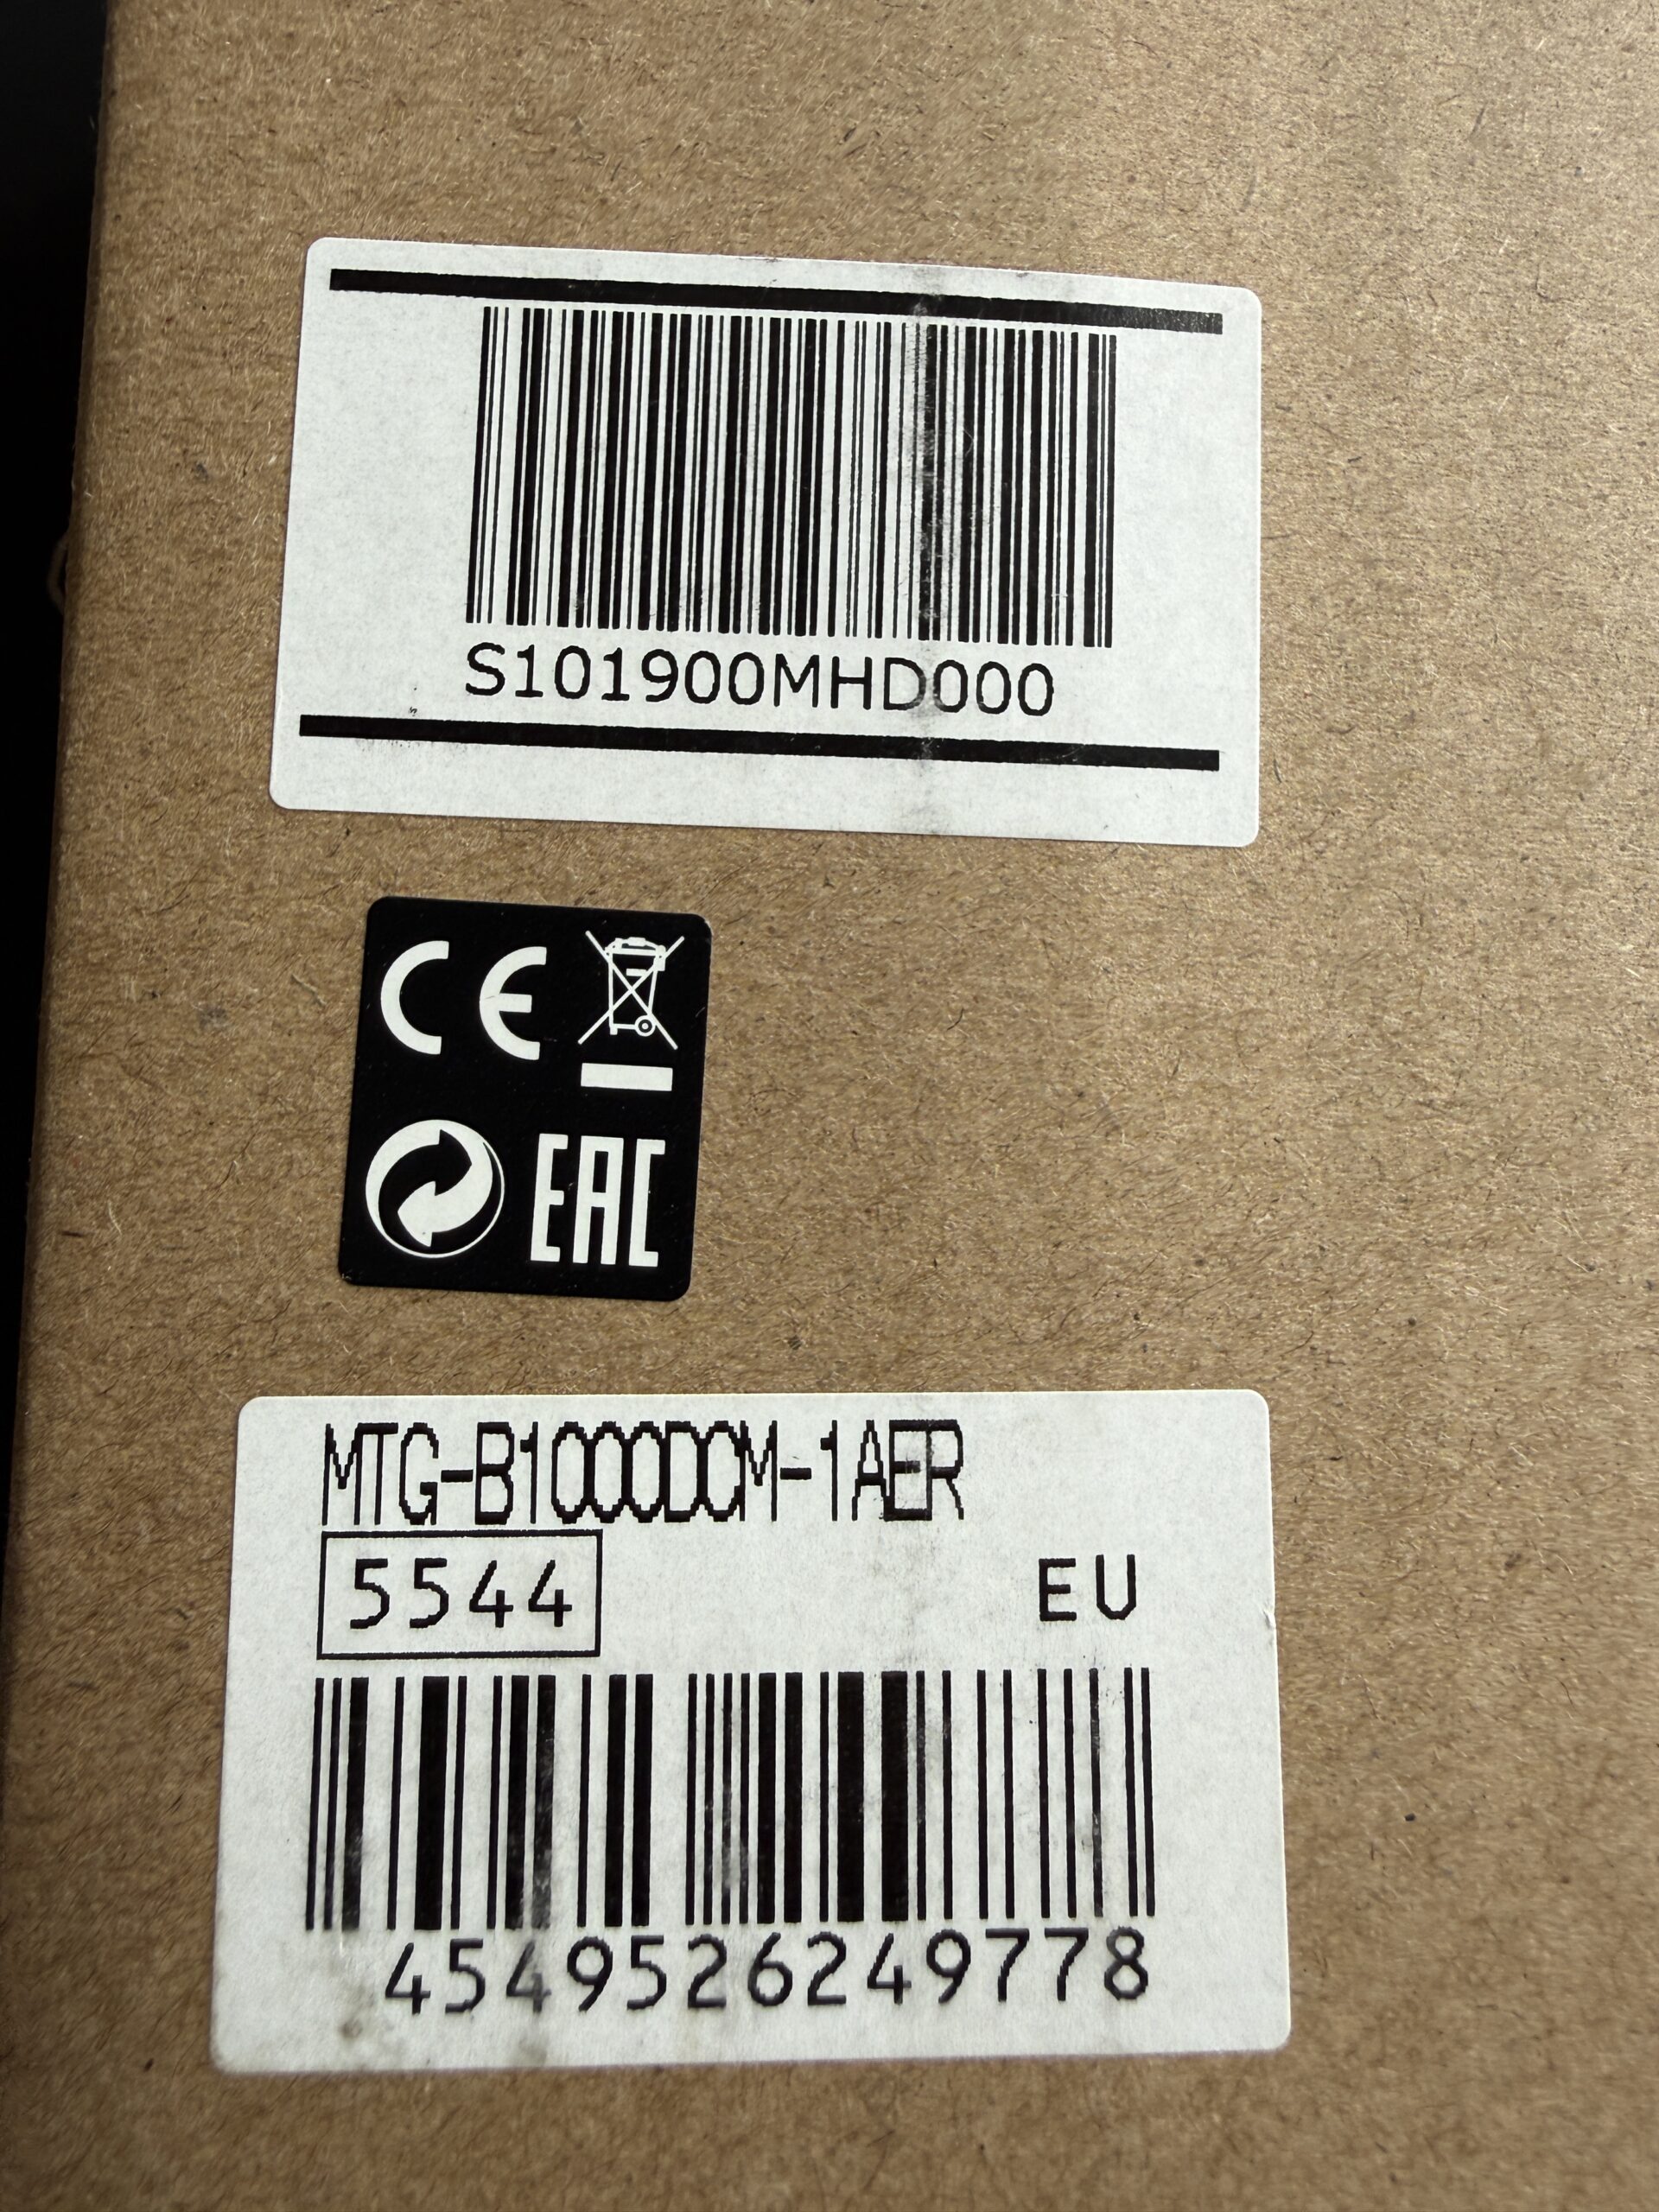 S101900MHD000
CE
EAC
MTG-B1000DCM-1AER
5544
EU
4549526249778